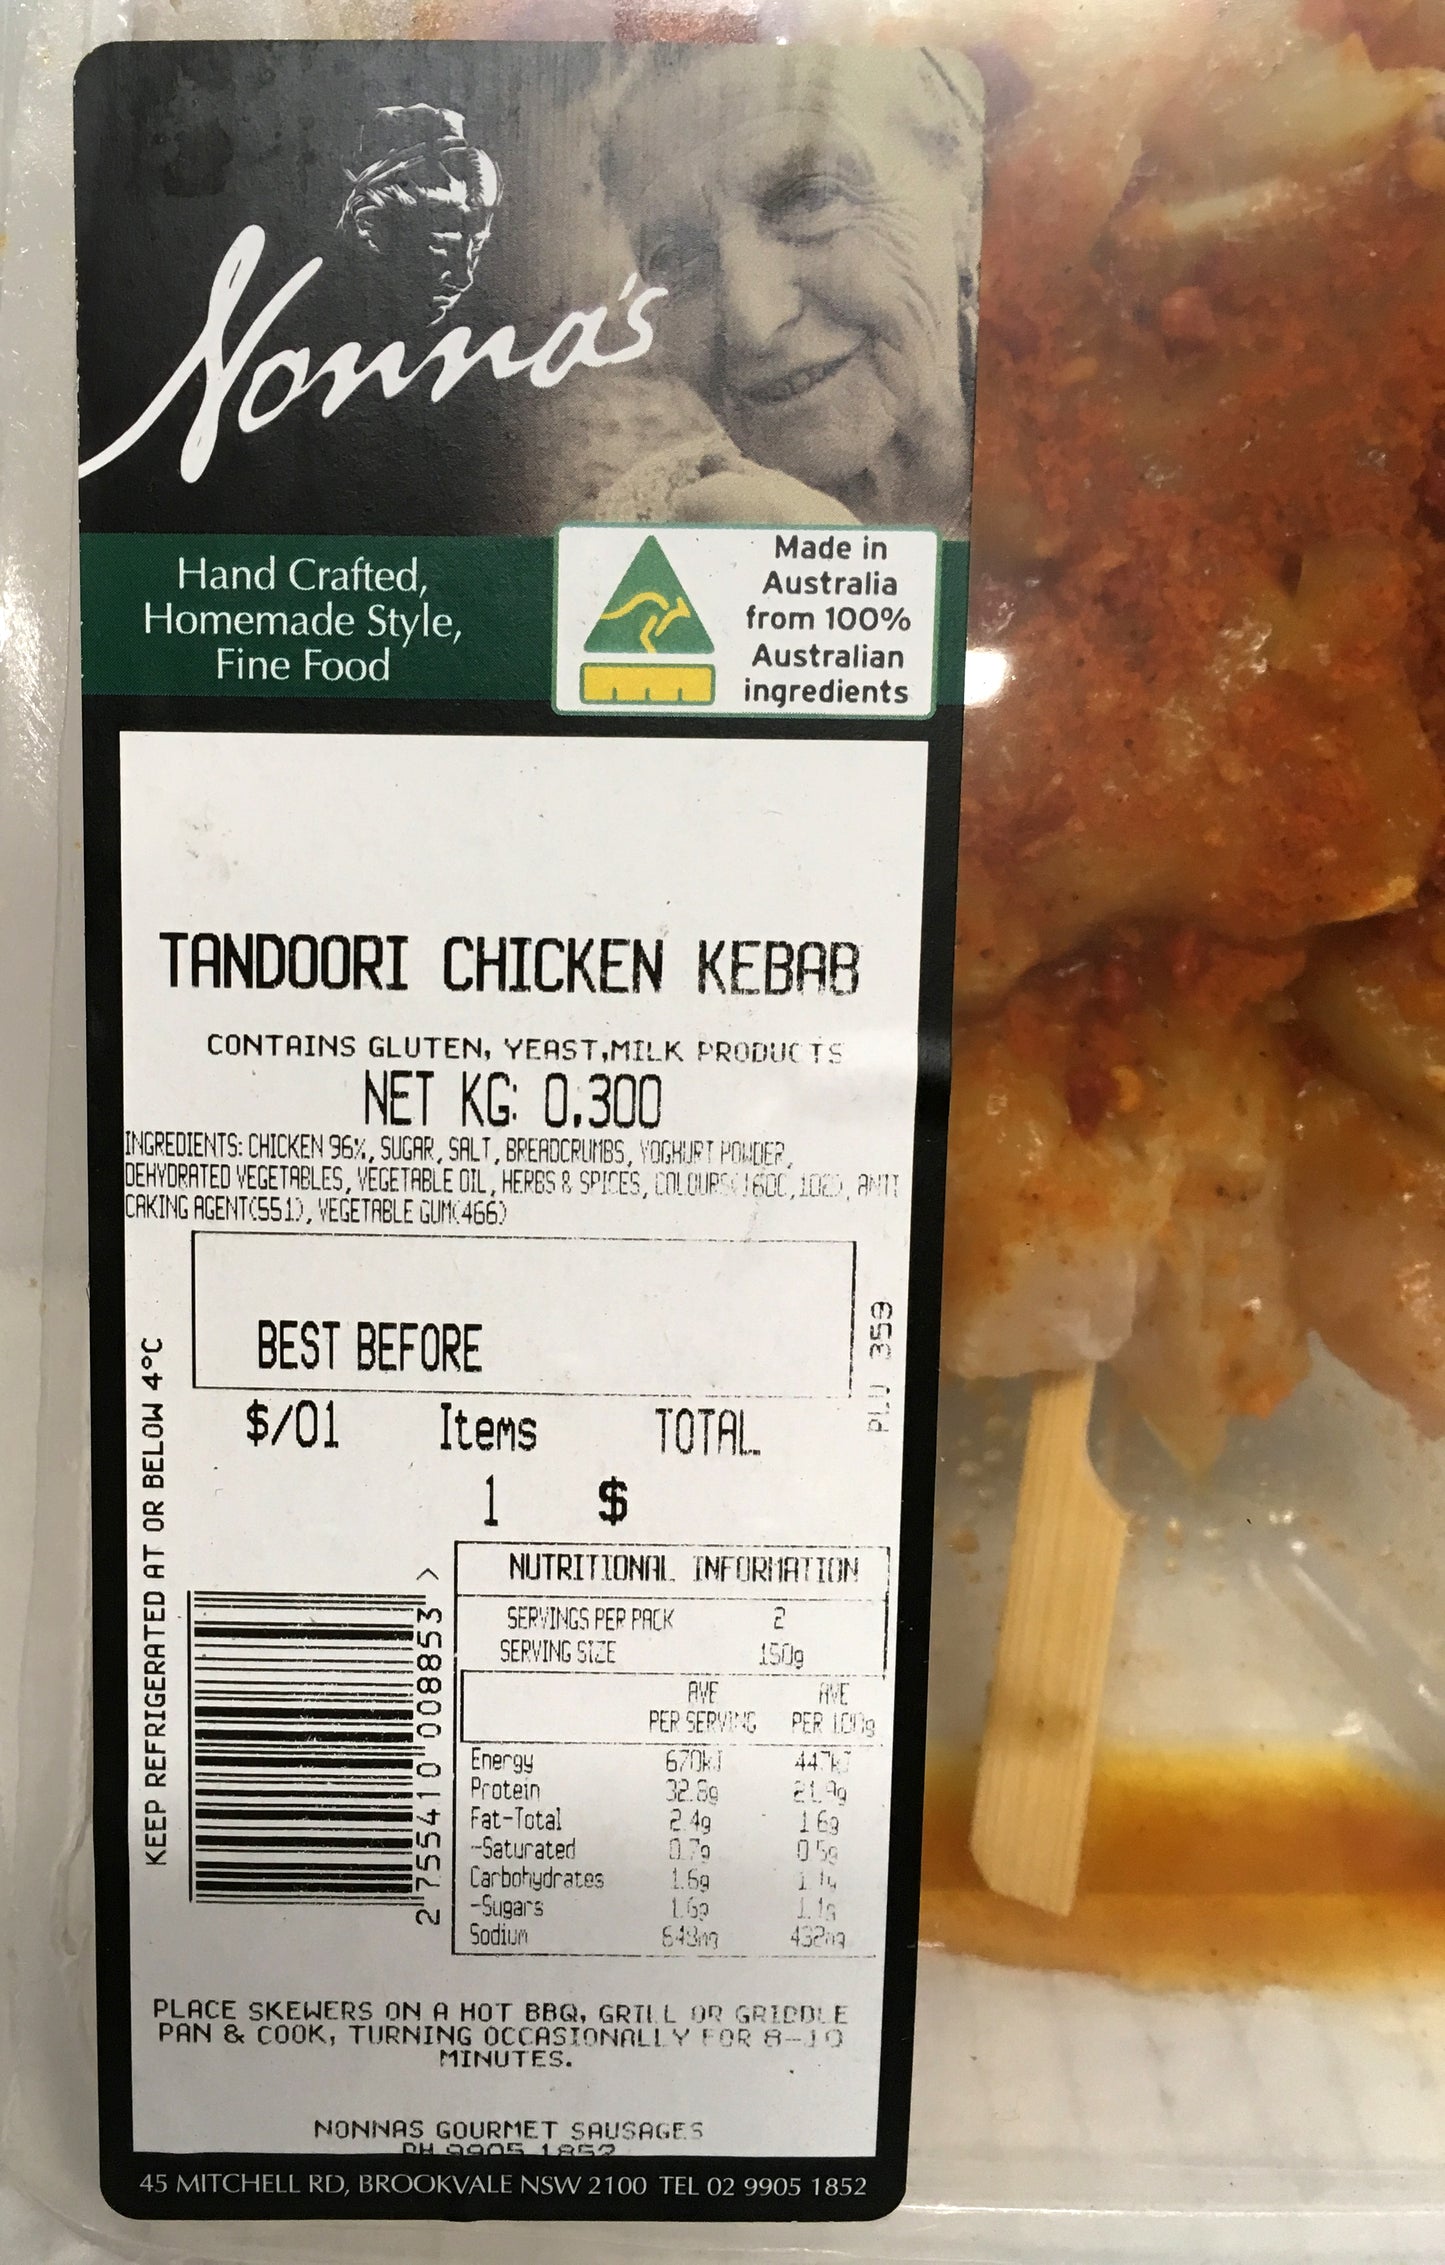 Nonna's
Hand Crafted,
Homemade Style,
Fine Food
Made in
Australia
from 100%
Australian
ingredients
TANDOORI CHICKEN KEBAB
CONTAINS GLUTEN, YEAST,MILK PRODUCTS
NET KG: 0.300
INGREDIENTS: CHICKEN 96%, SUGAR, SALT, BREADCRUMBS, YOGHURT POWDER,
DEHYDRATED VEGETABLES, VEGETABLE OIL, HERBS & SPICES, COLOURS(160C,102), ANTI
CAKING AGENT(551), VEGETABLE GUM(466)
BEST BEFORE
PLU 359
KEEP REFRIGERATED AT OR BELOW 4°C
$/01 Items TOTAL
1 $
2 755410 008853 >
NUTRITIONAL INFORMATION
SERVINGS PER PACK 2
SERVING SIZE 150g
AVE AVE
PER SERVING PER 100g
Energy 670kJ 447kJ
Protein 32.8g 21.9g
Fat-Total 2.4g 1.6g
-Saturated 0.7g 0.5g
Carbohydrates 1.6g 1.1g
-Sugars 1.6g 1.1g
Sodium 648mg 432mg
PLACE SKEWERS ON A HOT BBQ, GRILL OR GRIDDLE
PAN & COOK, TURNING OCCASIONALLY FOR 8-10
MINUTES.
NONNAS GOURMET SAUSAGES
PH 9905 1852
45 MITCHELL RD, BROOKVALE NSW 2100 TEL 02 9905 1852